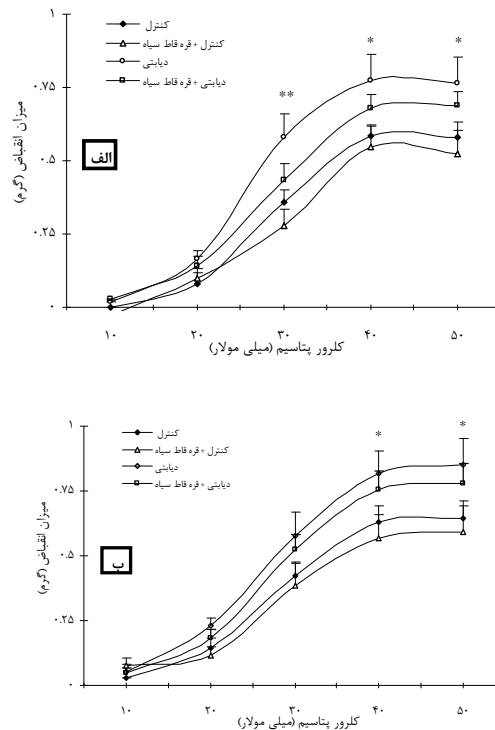 ۱
۰.۷۵
۰.۵
۰.۲۵
۰
میزان انقباض (گرم)
کنترل
قره قاط سیاه + کنترل
دیابتی
دیابتی + قره قاط سیاه
الف
**
*
*
۱۰ ۲۰ ۳۰ ۴۰ ۵۰
کلرور پتاسیم (میلی مولار)
۱
۰.۷۵
۰.۵
۰.۲۵
۰
میزان انقباض (گرم)
کنترل
قره قاط سیاه + کنترل
دیابتی
دیابتی + قره قاط سیاه
ب
*
*
۱۰ ۲۰ ۳۰ ۴۰ ۵۰
کلرور پتاسیم (میلی مولار)